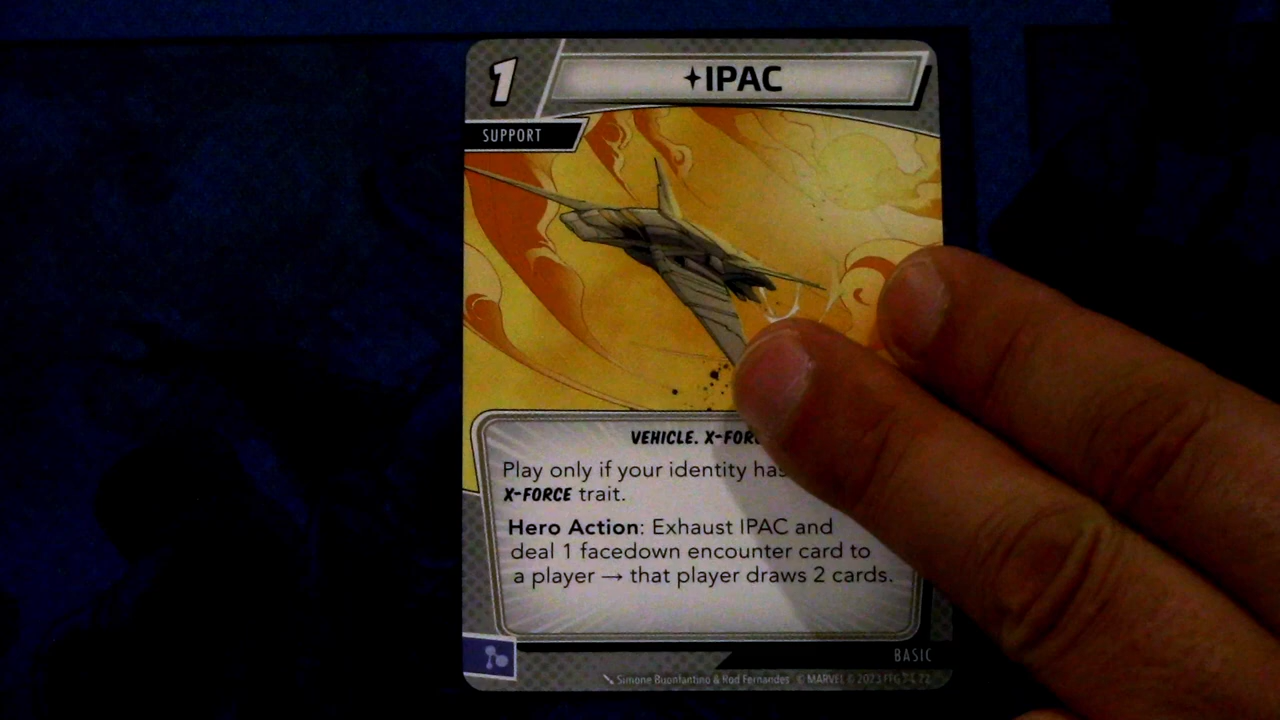 1
✦IPAC
SUPPORT
VEHICLE. X-FORC
Play only if your identity has
X-FORCE trait.
Hero Action: Exhaust IPAC and
deal 1 facedown encounter card to
a player → that player draws 2 cards.
BASIC
Simone Buonfantino & Rod Fernandes © MARVEL © 2023 FFG